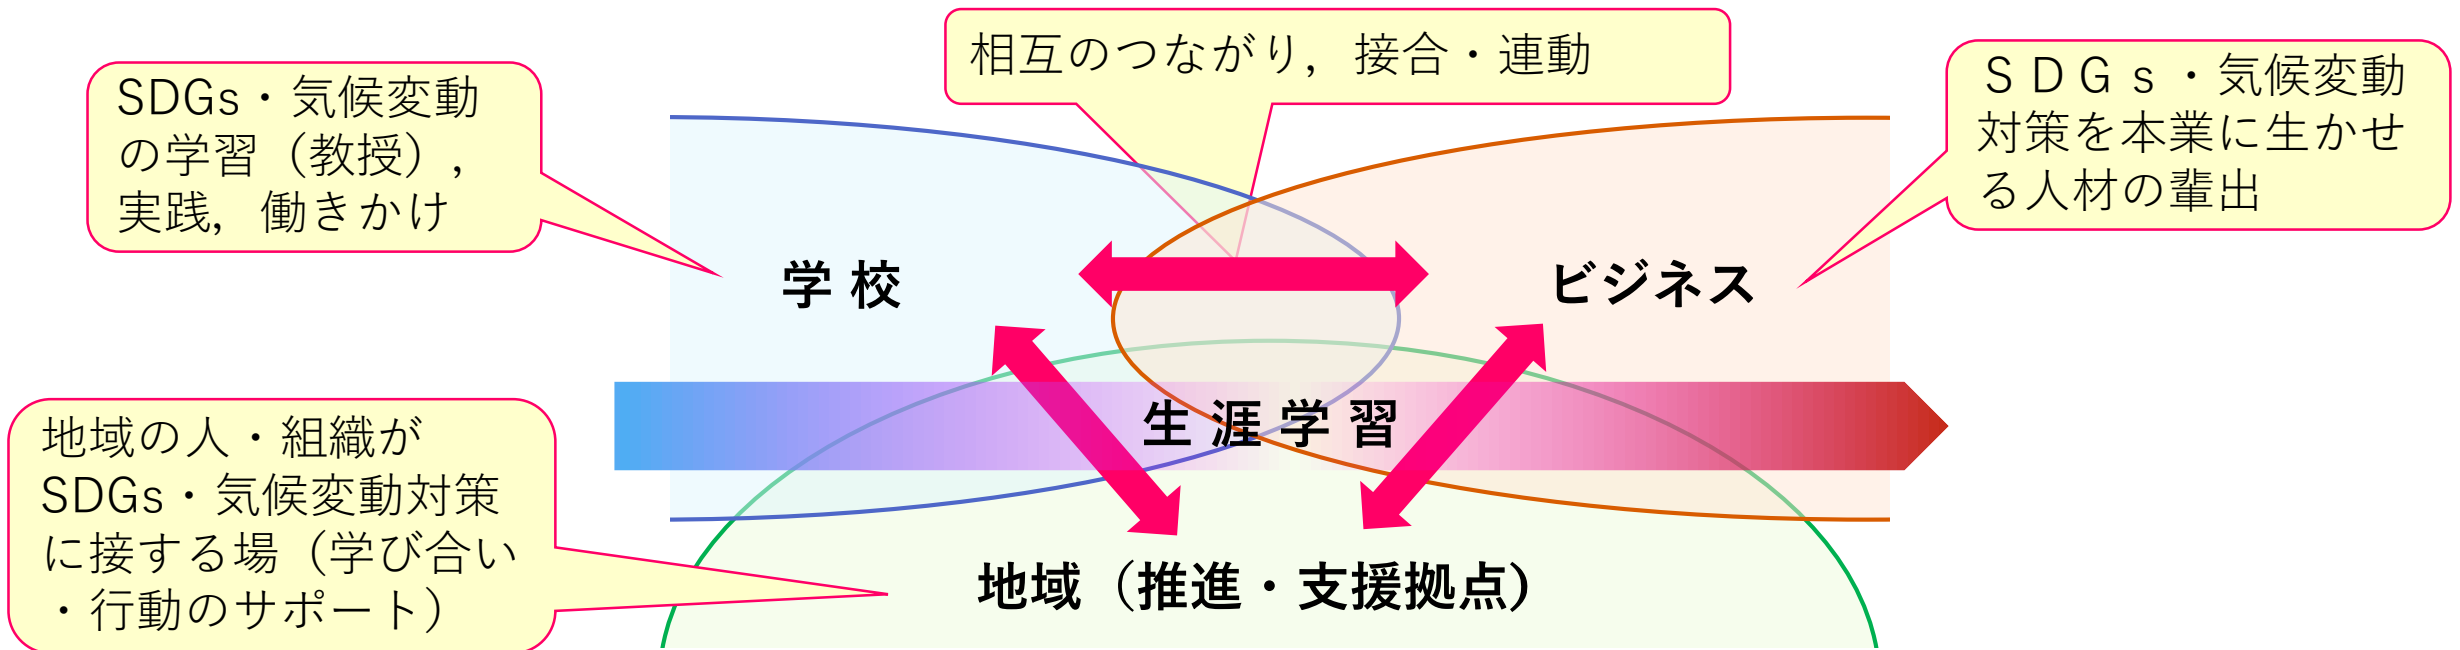 相互のつながり，接合・連動
SDGs・気候変動
の学習（教授），
実践，働きかけ
ＳＤＧｓ・気候変動
対策を本業に生かせ
る人材の輩出
学 校
ビジネス
生 涯 学 習
地域の人・組織が
SDGs・気候変動対策
に接する場（学び合い
・行動のサポート）
地域（推進・支援拠点)